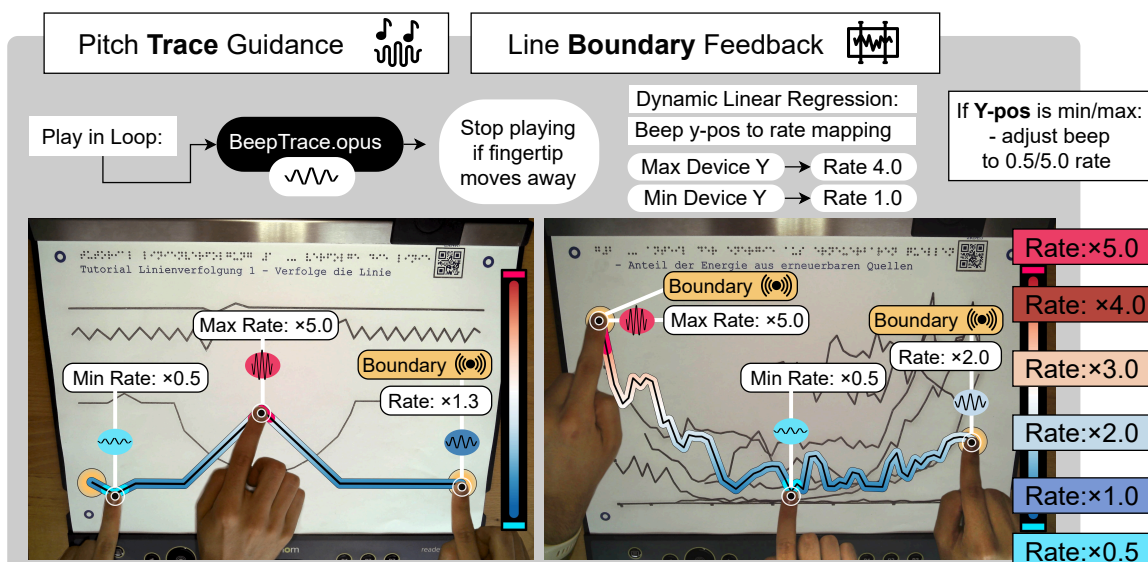 Pitch Trace Guidance
Line Boundary Feedback
Play in Loop:
BeepTrace.opus
Stop playing
if fingertip
moves away
Dynamic Linear Regression:
Beep y-pos to rate mapping
Max Device Y
Rate 4.0
Min Device Y
Rate 1.0
If Y-pos is min/max:
- adjust beep
to 0.5/5.0 rate
Tutorial Linienverfolgung 1 - Verfolge die Linie
Max Rate: ×5.0
Min Rate: ×0.5
Boundary
Rate: ×1.3
- Anteil der Energie aus erneuerbaren Quellen
Boundary
Max Rate: ×5.0
Min Rate: ×0.5
Boundary
Rate: ×2.0
Rate:×5.0
Rate: ×4.0
Rate:×3.0
Rate:×2.0
Rate:×1.0
Rate:×0.5